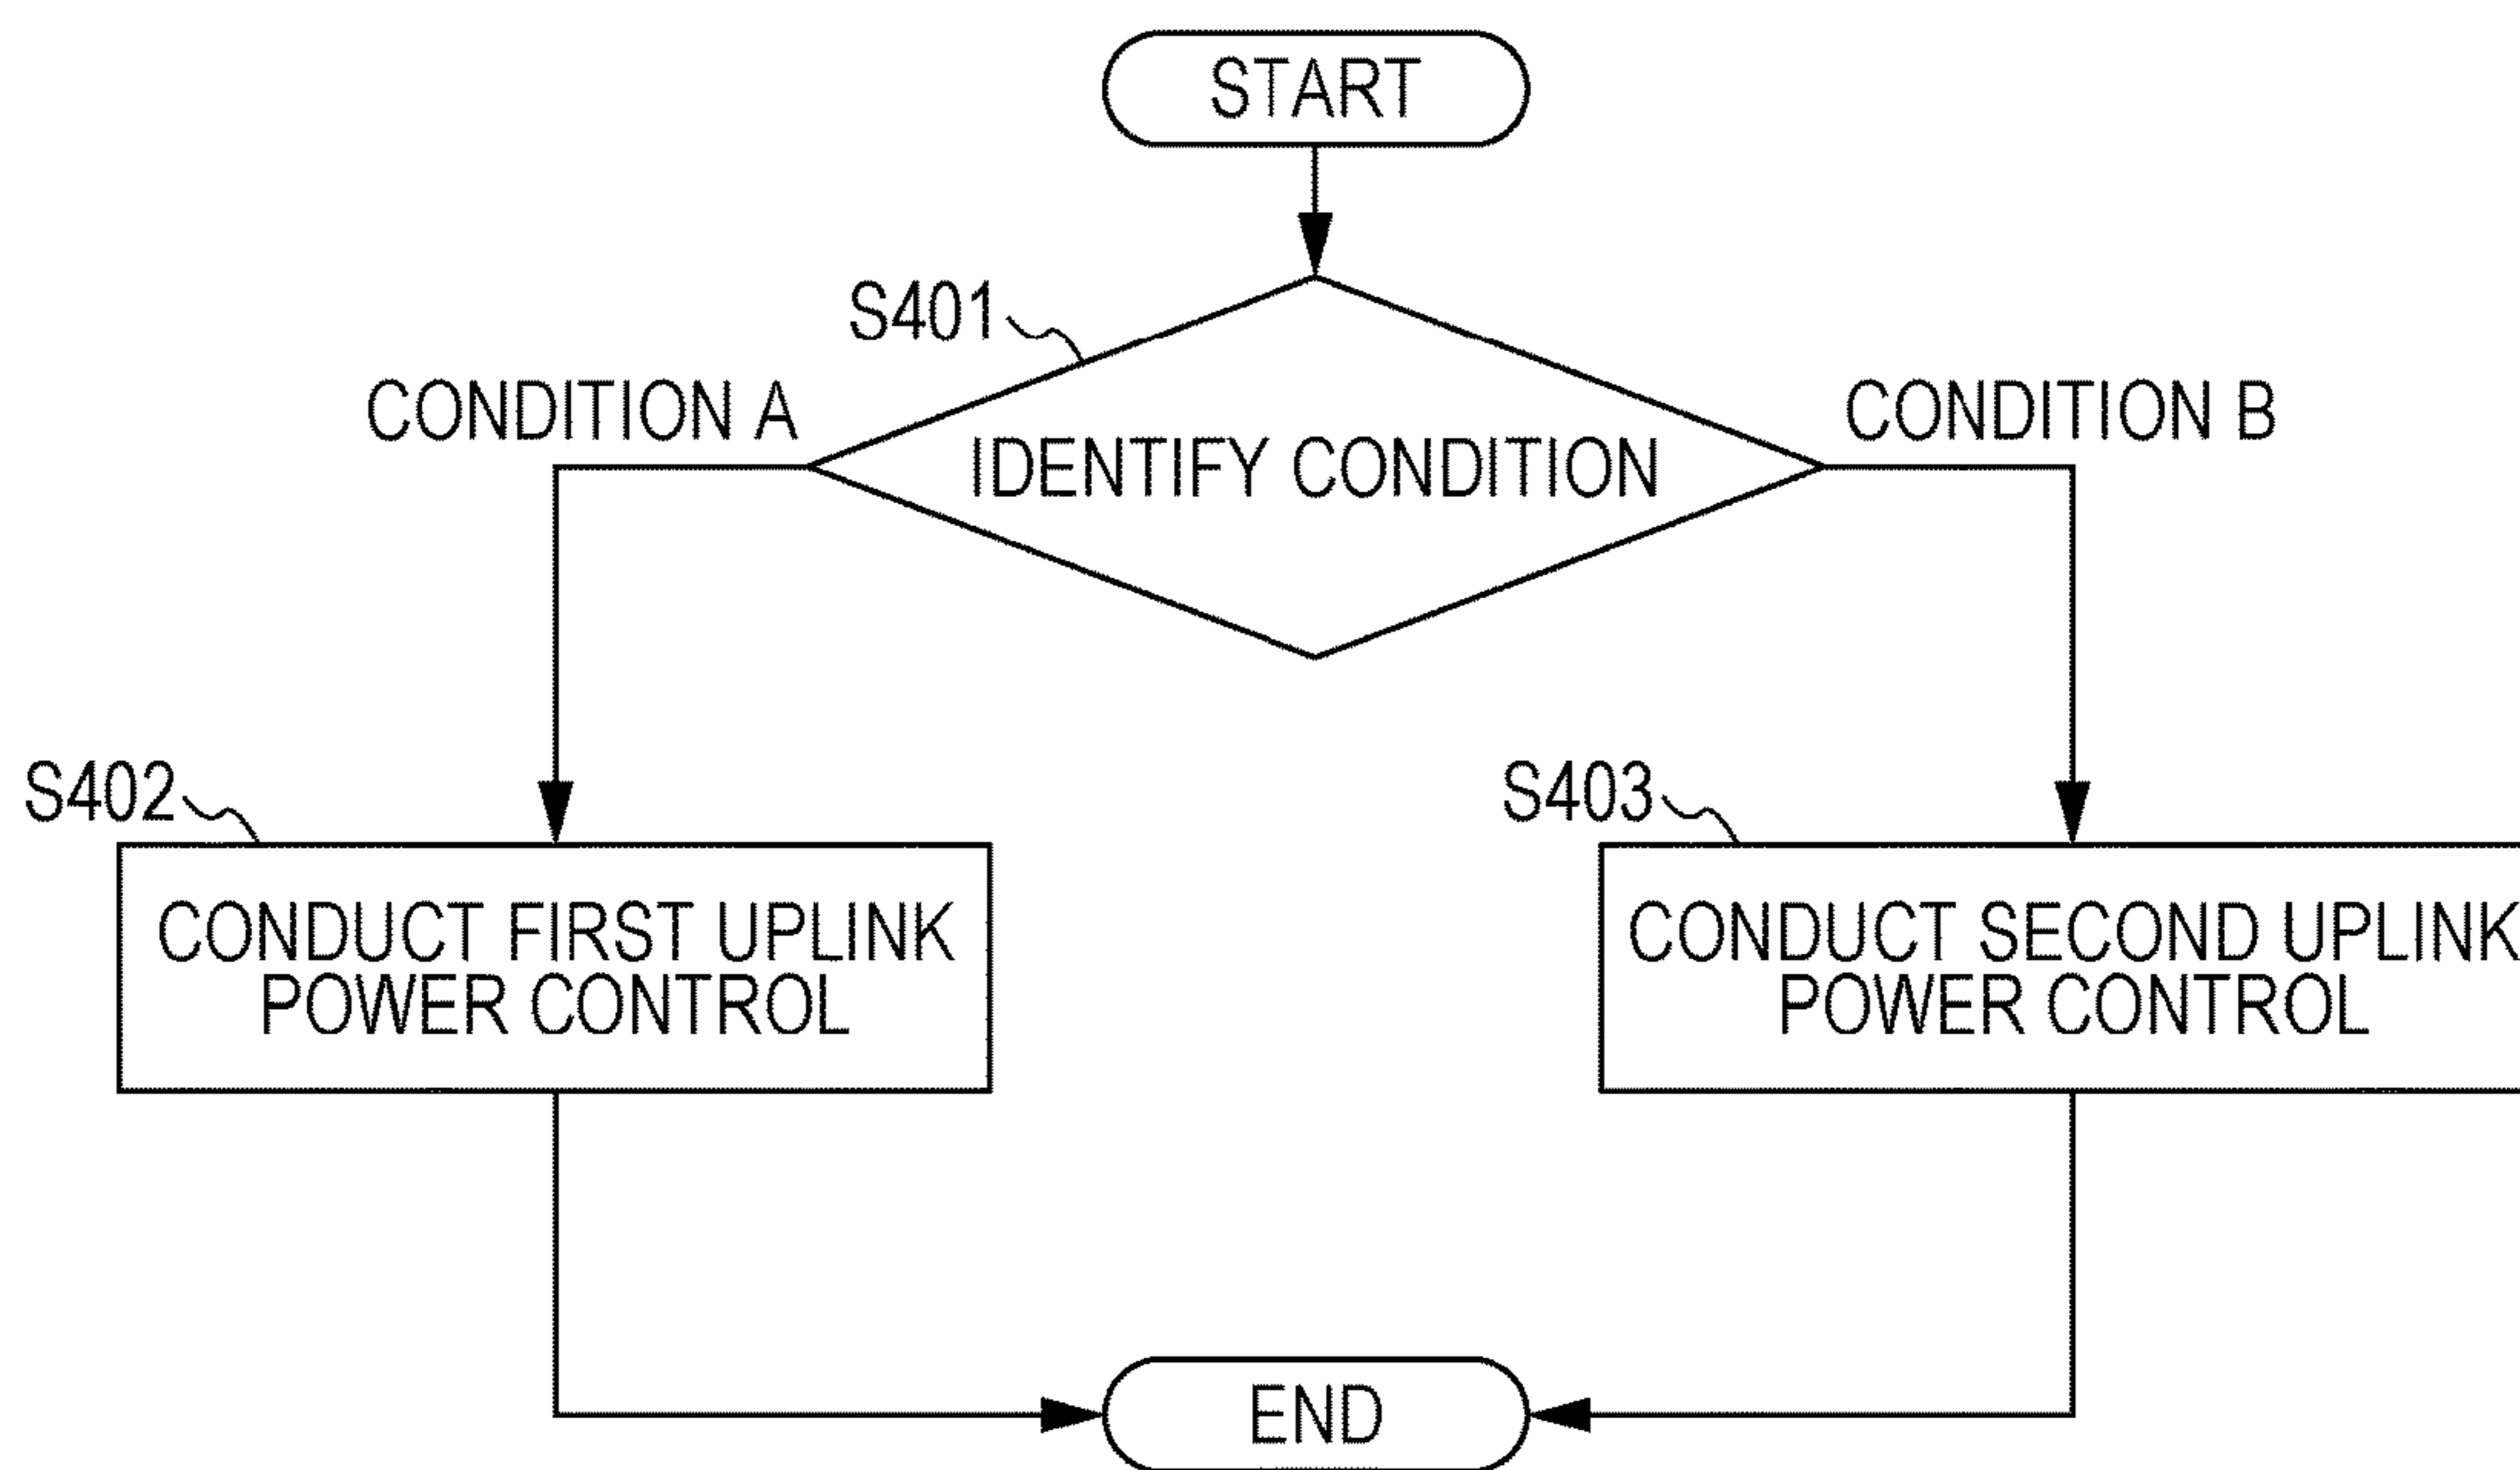 START
S401
CONDITION A
CONDITION B
IDENTIFY CONDITION
S402
S403
CONDUCT FIRST UPLINK
POWER CONTROL
CONDUCT SECOND UPLINK
POWER CONTROL
END